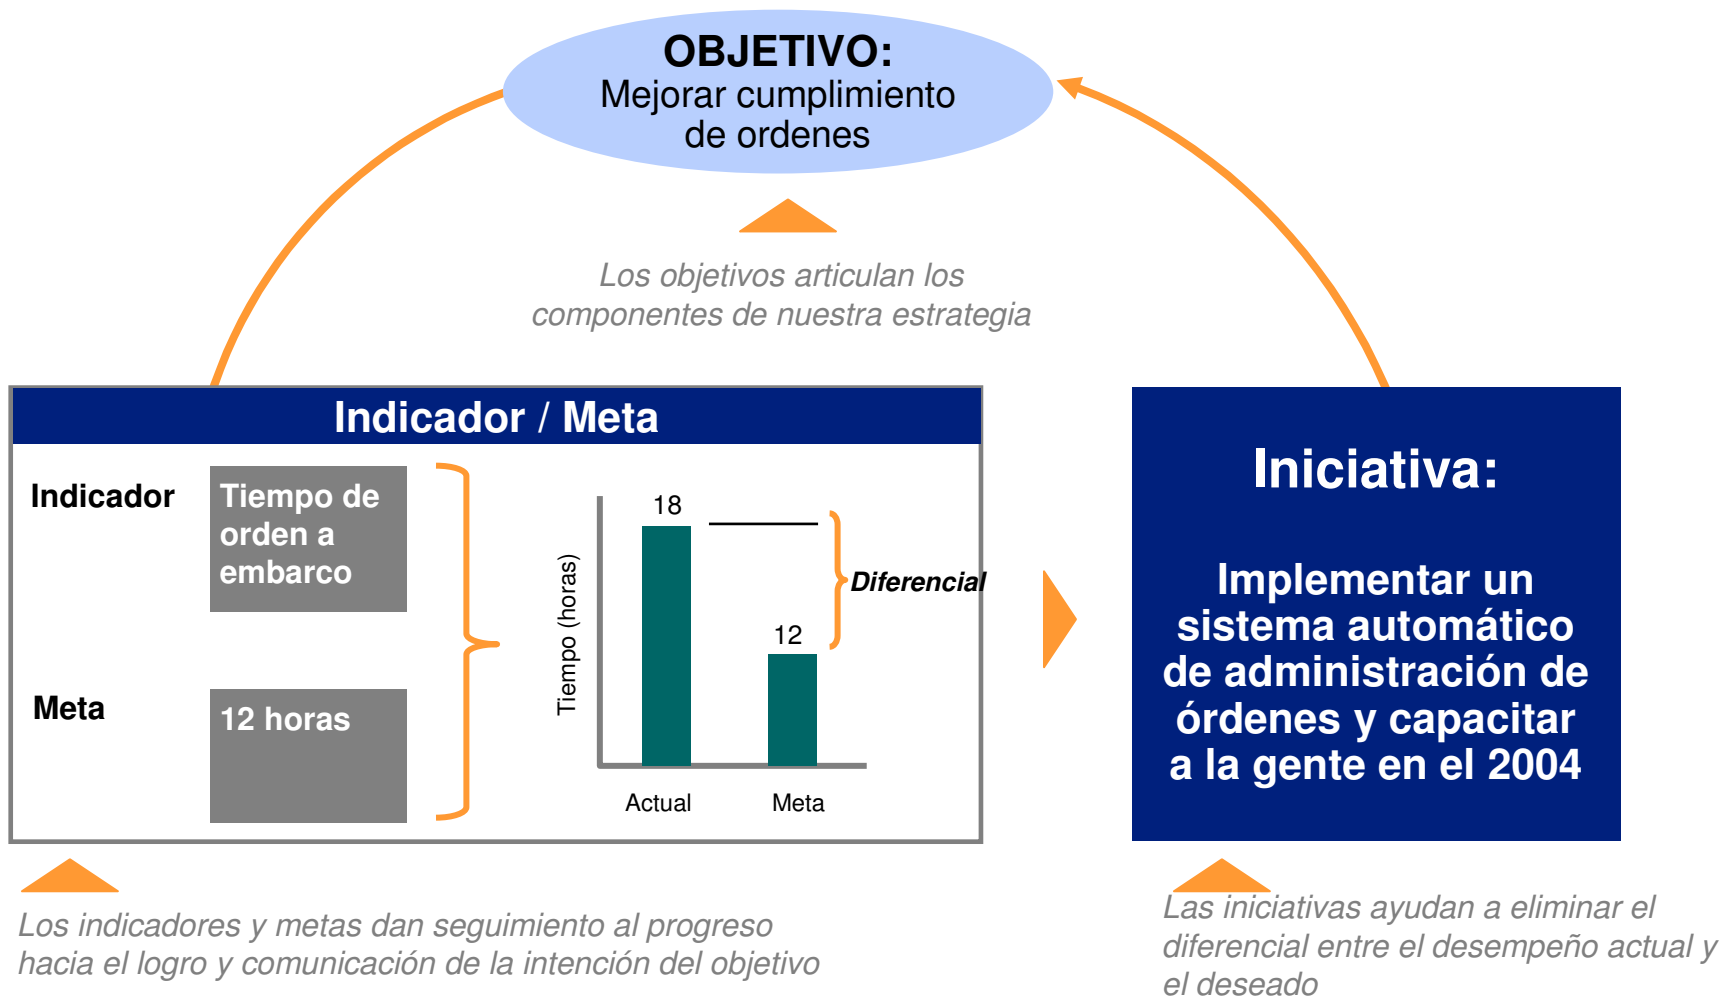 OBJETIVO:
Mejorar cumplimiento
de ordenes
Los objetivos articulan los
componentes de nuestra estrategia
Indicador / Meta
Indicador
Tiempo de
orden a
embarco
Meta
12 horas
Tiempo (horas)
18
12
Diferencial
Actual
Meta
Iniciativa:
Implementar un
sistema automático
de administración de
órdenes y capacitar
a la gente en el 2004
Los indicadores y metas dan seguimiento al progreso
hacia el logro y comunicación de la intención del objetivo
Las iniciativas ayudan a eliminar el
diferencial entre el desempeño actual y
el deseado